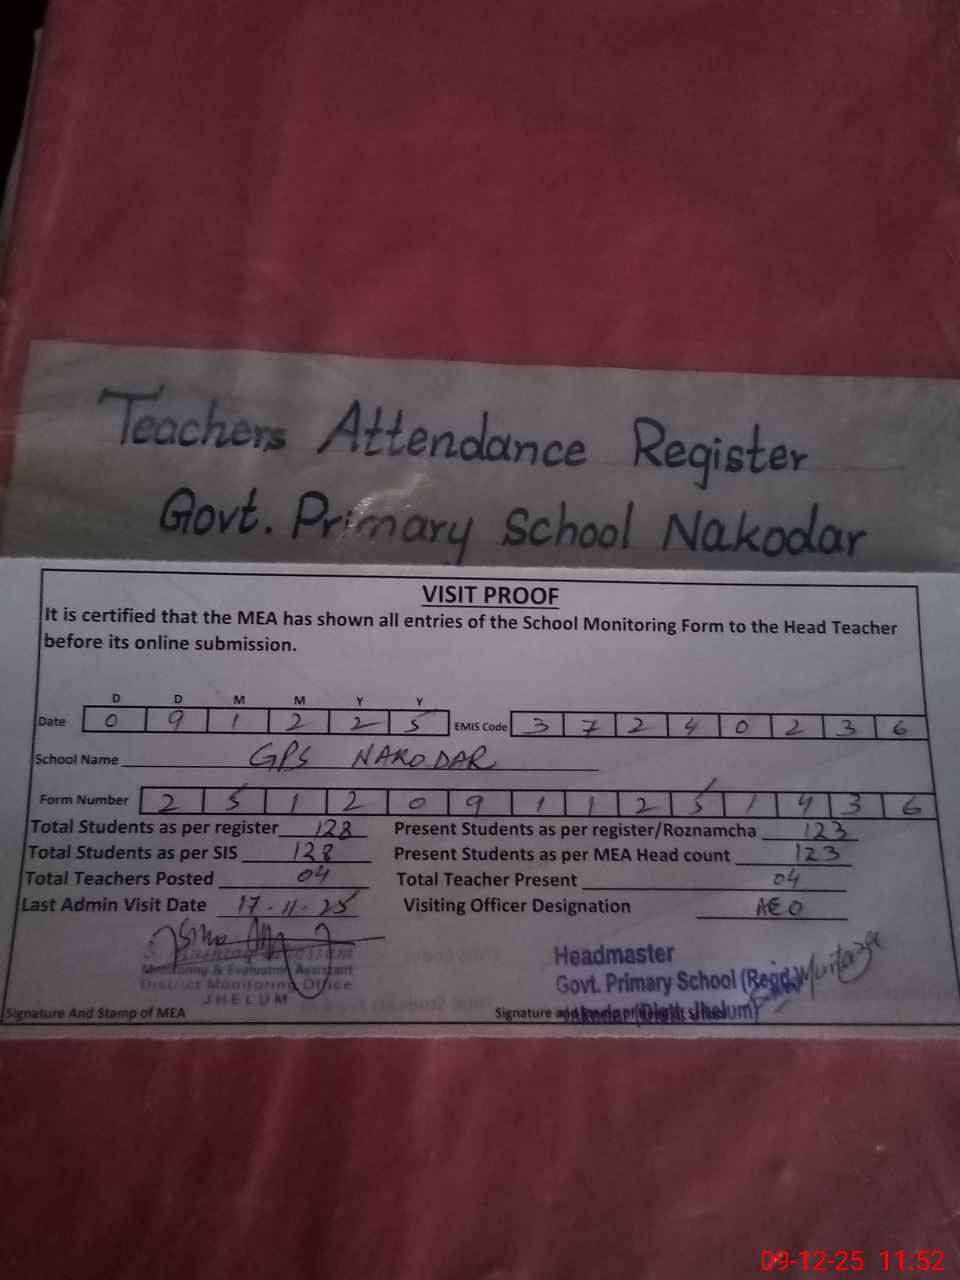 Teachers Attendance Register
Govt. Primary School Nakodar
VISIT PROOF
It is certified that the MEA has shown all entries of the School Monitoring Form to the Head Teacher
before its online submission.
D D M M Y Y
Date 0 9 1 2 2 5 EMIS Code 3 7 2 4 0 2 3 6
School Name GPS NAKODAR
Form Number 2 5 1 2 0 9 1 1 2 5 1 4 3 6
Total Students as per register 128 Present Students as per register/Roznamcha 123
Total Students as per SIS 128 Present Students as per MEA Head count 123
Total Teachers Posted 04 Total Teacher Present 04
Last Admin Visit Date 17-11-25 Visiting Officer Designation AEO
Monitoring & Evaluation Assistant
District Monitoring Office
JHELUM
Signature And Stamp of MEA
Headmaster
Govt. Primary School (Regd.) Murtaza
Nakodar (Distt: Jhelum)
Signature and
09-12-25 11:52